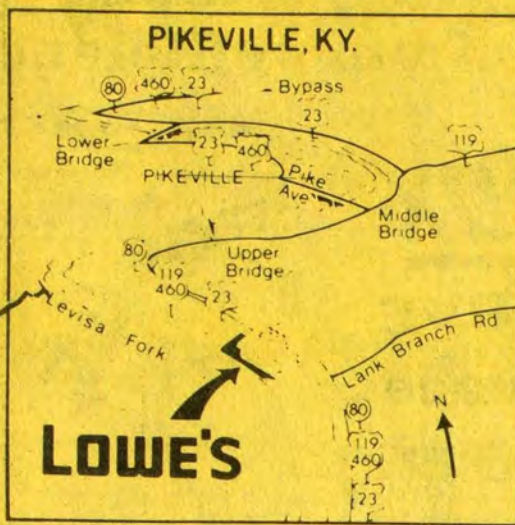 PIKEVILLE, KY.
80 460 23 Bypass
23
119
Lower
Bridge
23 460
PIKEVILLE
Pike
Ave
Middle
Bridge
80
Upper
Bridge
119
460 23
Levisa Fork
Lank Branch Rd
80
N
119
460
23
LOWE'S